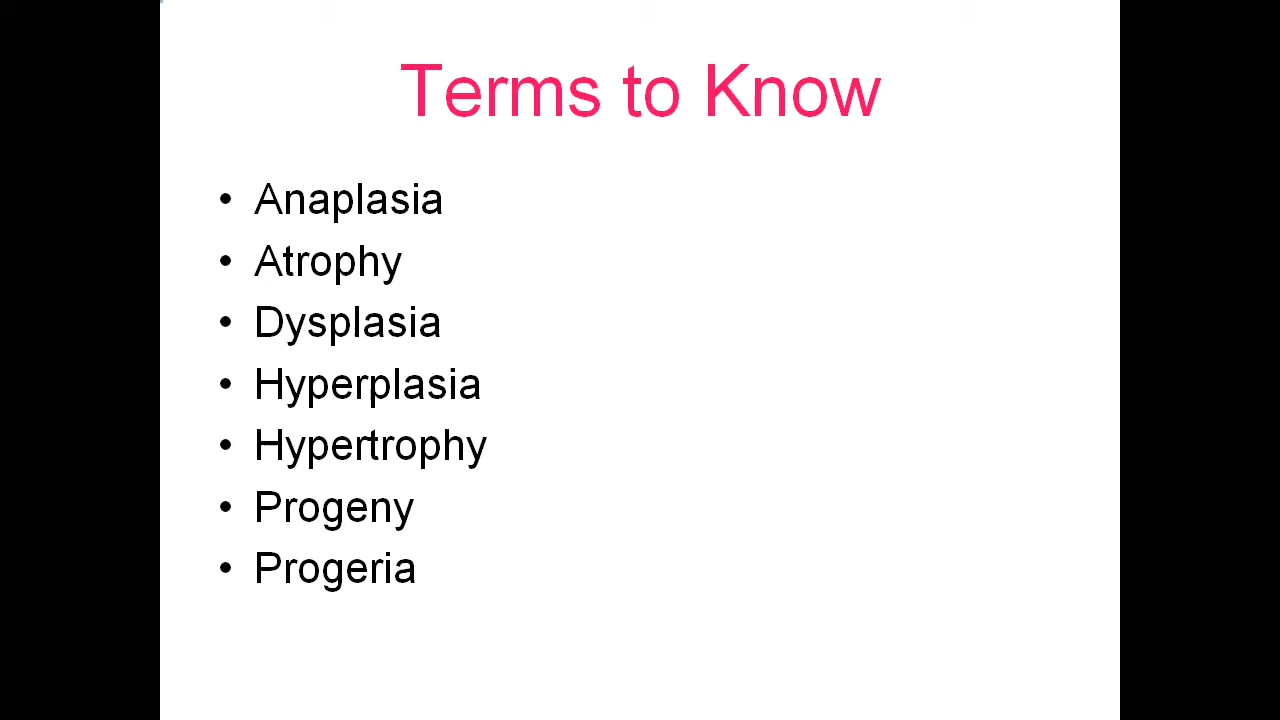 Terms to Know
• Anaplasia
• Atrophy
• Dysplasia
• Hyperplasia
• Hypertrophy
• Progeny
• Progeria